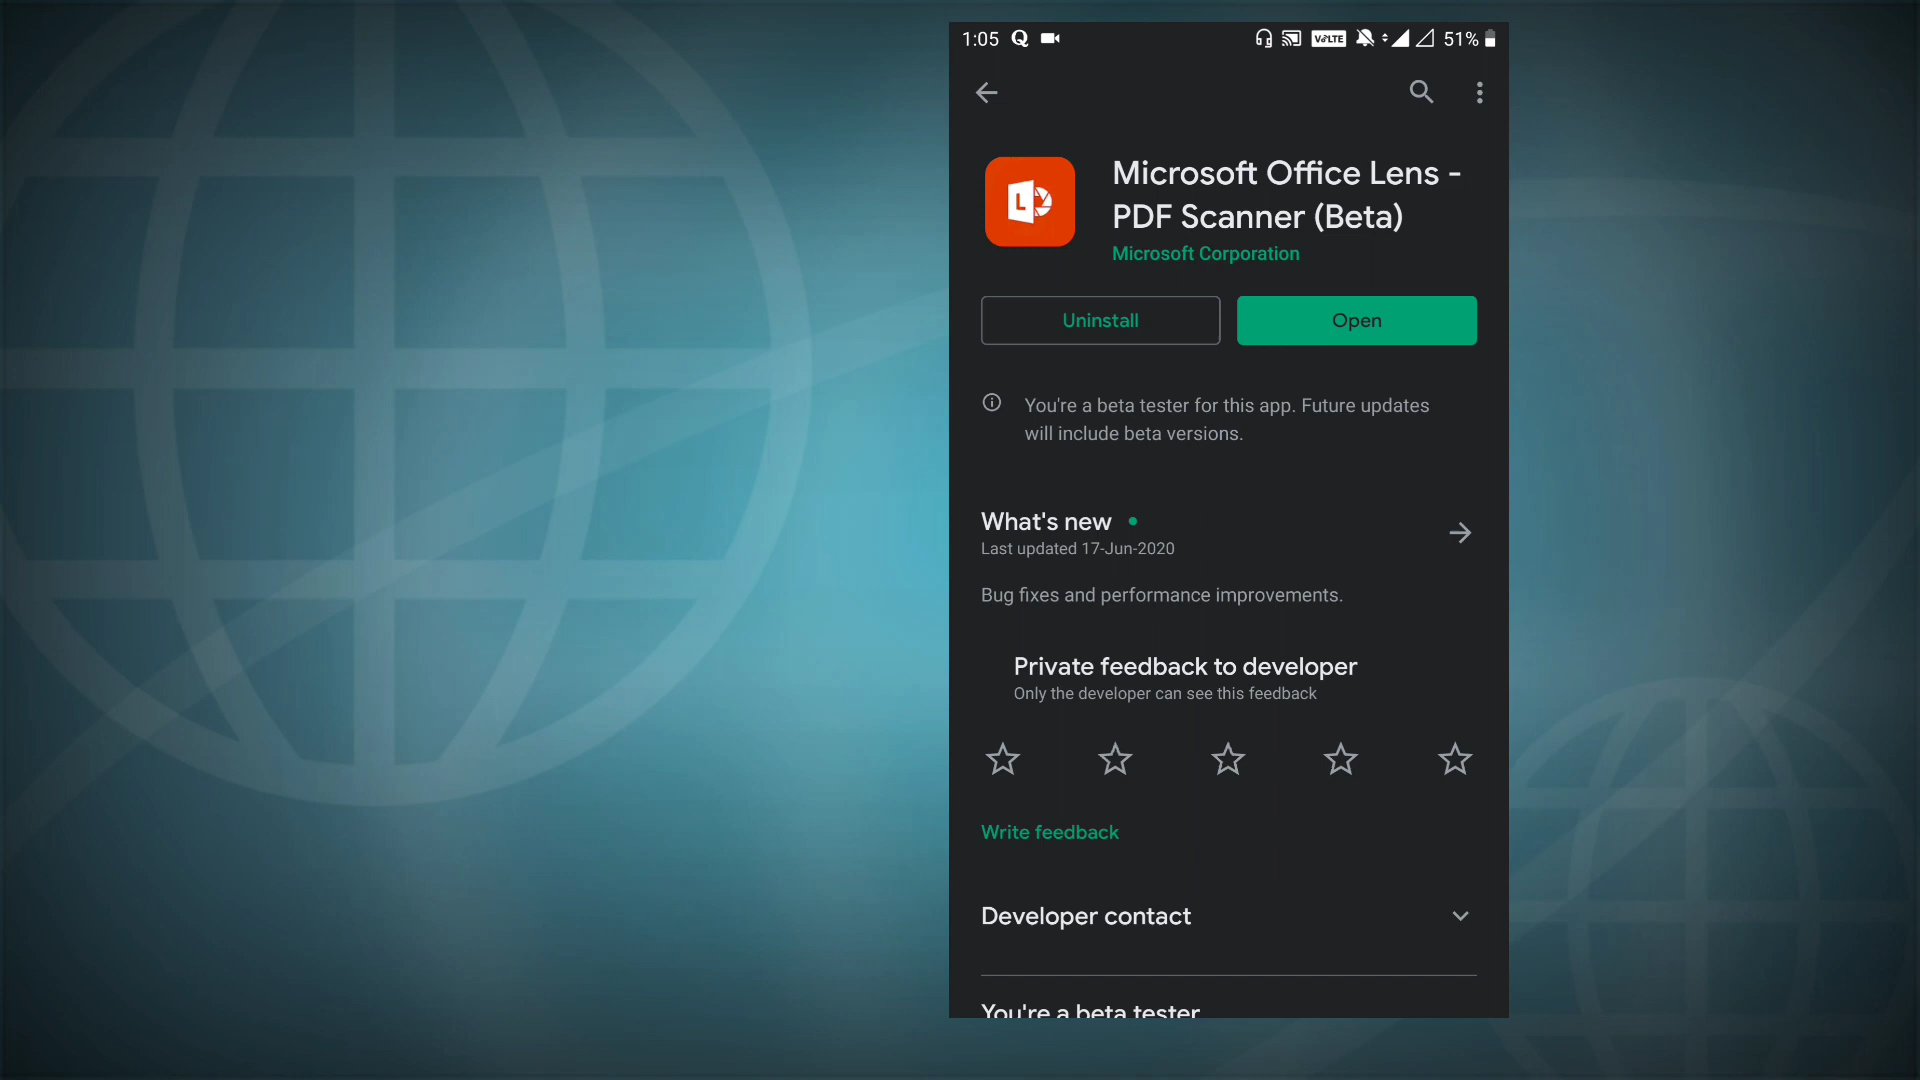 1:05 Q VoLTE 51%
L
Microsoft Office Lens -
PDF Scanner (Beta)
Microsoft Corporation
Uninstall Open
You're a beta tester for this app. Future updates
will include beta versions.
What's new
Last updated 17-Jun-2020
Bug fixes and performance improvements.
Private feedback to developer
Only the developer can see this feedback
Write feedback
Developer contact
You're a beta tester